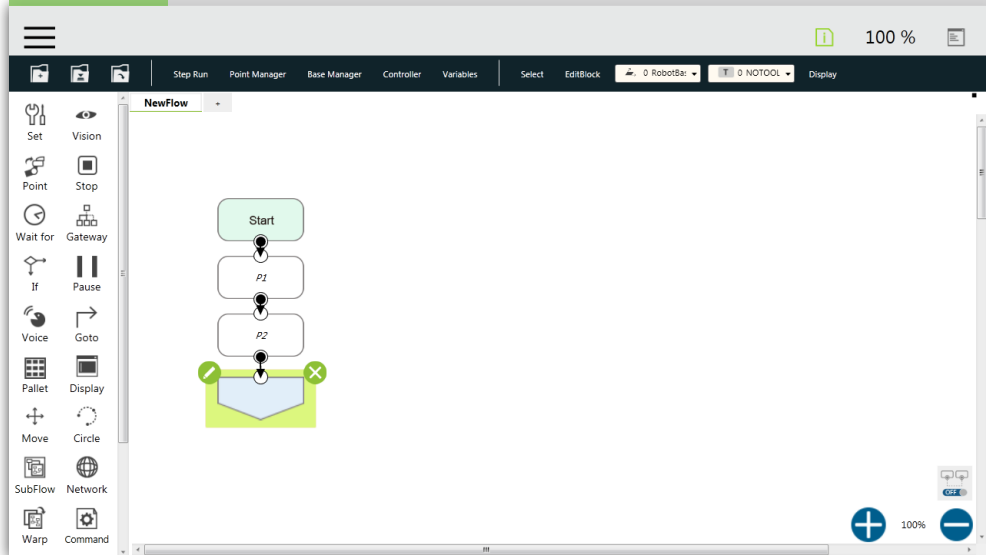 100 %
Step Run Point Manager Base Manager Controller Variables Select EditBlock 0 RobotBa: T 0 NOTOOL Display
NewFlow +
Set Vision
Point Stop
Wait for Gateway
If Pause
Voice Goto
Pallet Display
Move Circle
SubFlow Network
Warp Command
Start
P1
P2
OFF
100%